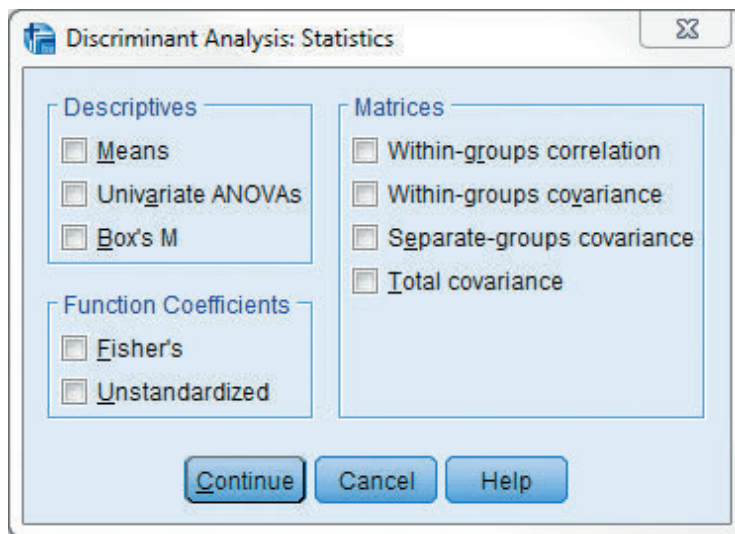 Discriminant Analysis: Statistics
Descriptives
Means
Univariate ANOVAs
Box's M
Function Coefficients
Fisher's
Unstandardized
Matrices
Within-groups correlation
Within-groups covariance
Separate-groups covariance
Total covariance
Continue
Cancel
Help